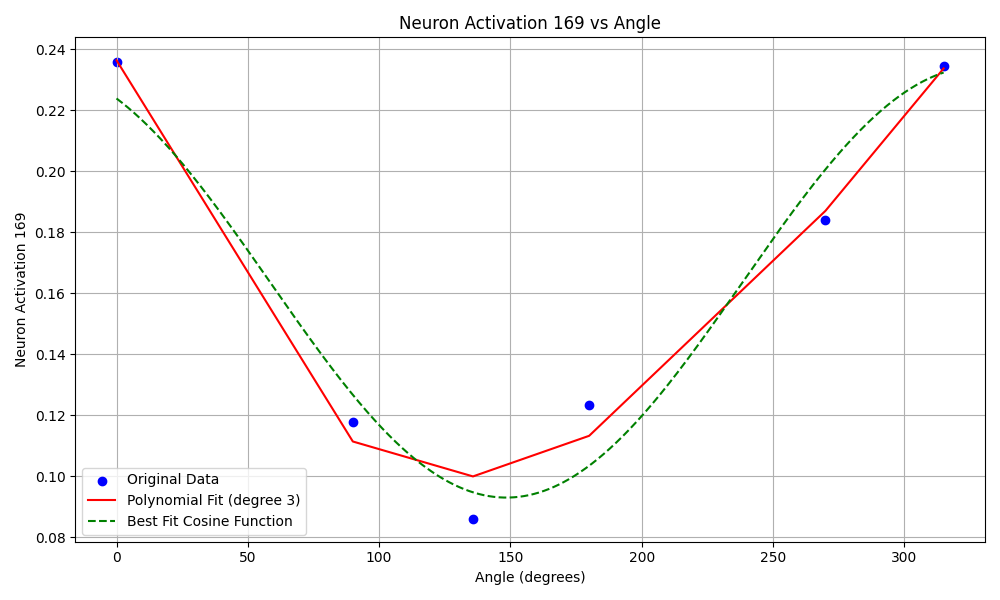 Neuron Activation 169 vs Angle
Neuron Activation 169
0.24
0.22
0.20
0.18
0.16
0.14
0.12
0.10
0.08
Original Data
Polynomial Fit (degree 3)
Best Fit Cosine Function
0
50
100
150
200
250
300
Angle (degrees)